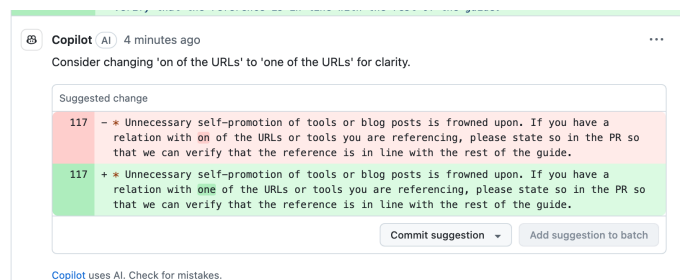 Copilot AI 4 minutes ago
Consider changing 'on of the URLs' to 'one of the URLs' for clarity.
Suggested change
117 - * Unnecessary self-promotion of tools or blog posts is frowned upon. If you have a
relation with on of the URLs or tools you are referencing, please state so in the PR so
that we can verify that the reference is in line with the rest of the guide.
117 + * Unnecessary self-promotion of tools or blog posts is frowned upon. If you have a
relation with one of the URLs or tools you are referencing, please state so in the PR so
that we can verify that the reference is in line with the rest of the guide.
Commit suggestion Add suggestion to batch
Copilot uses AI. Check for mistakes.